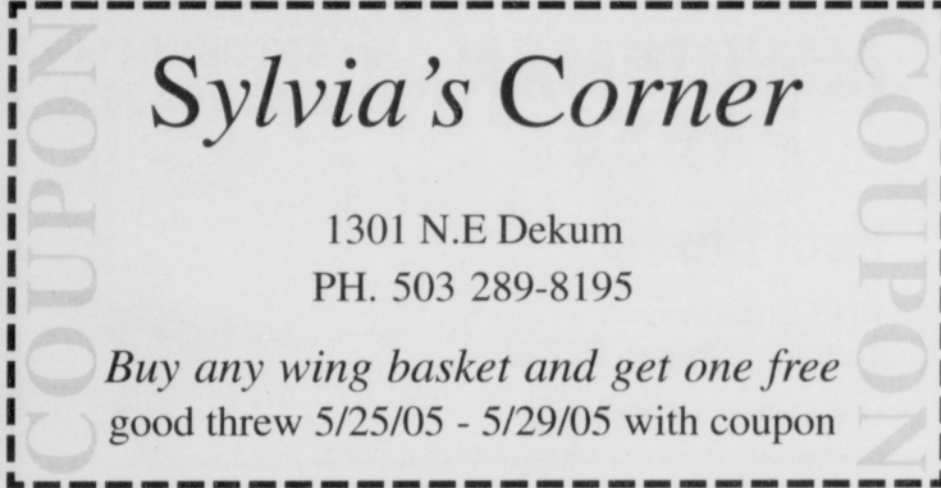 COUPON
Sylvia's Corner
1301 N.E Dekum
PH. 503 289-8195
Buy any wing basket and get one free
good threw 5/25/05 - 5/29/05 with coupon
COUPON